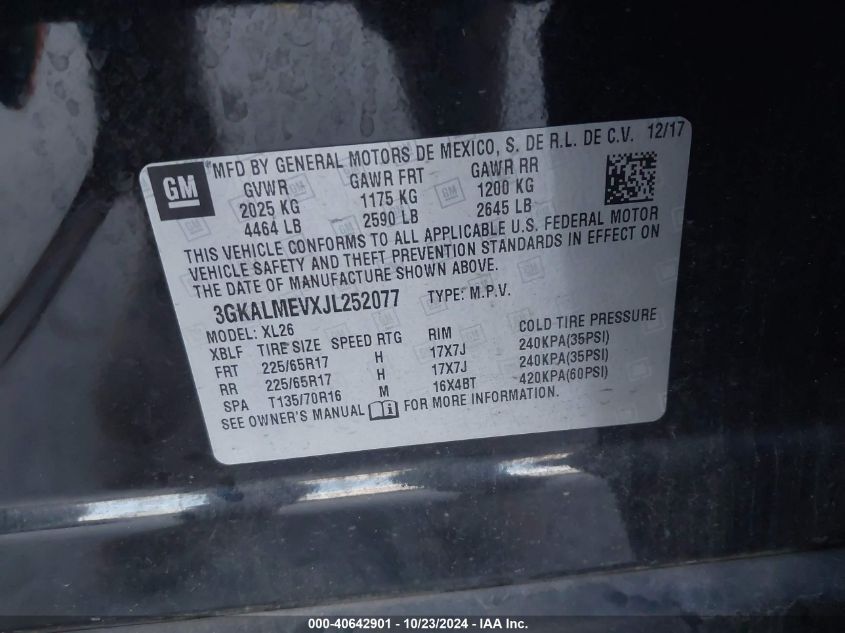 GM
MFD BY GENERAL MOTORS DE MEXICO, S. DE R.L. DE C.V. 12/17
GVWR GAWR FRT GAWR RR
2025 KG 1175 KG 1200 KG
4464 LB 2590 LB 2645 LB
THIS VEHICLE CONFORMS TO ALL APPLICABLE U.S. FEDERAL MOTOR
VEHICLE SAFETY AND THEFT PREVENTION STANDARDS IN EFFECT ON
THE DATE OF MANUFACTURE SHOWN ABOVE.
3GKALMEVXJL252077 TYPE: M.P.V.
MODEL: XL26
XBLF TIRE SIZE SPEED RTG RIM COLD TIRE PRESSURE
FRT 225/65R17 H 17X7J 240KPA(35PSI)
RR 225/65R17 H 17X7J 240KPA(35PSI)
SPA T135/70R16 M 16X4BT 420KPA(60PSI)
SEE OWNER'S MANUAL FOR MORE INFORMATION.
000-40642901 - 10/23/2024 - IAA Inc.